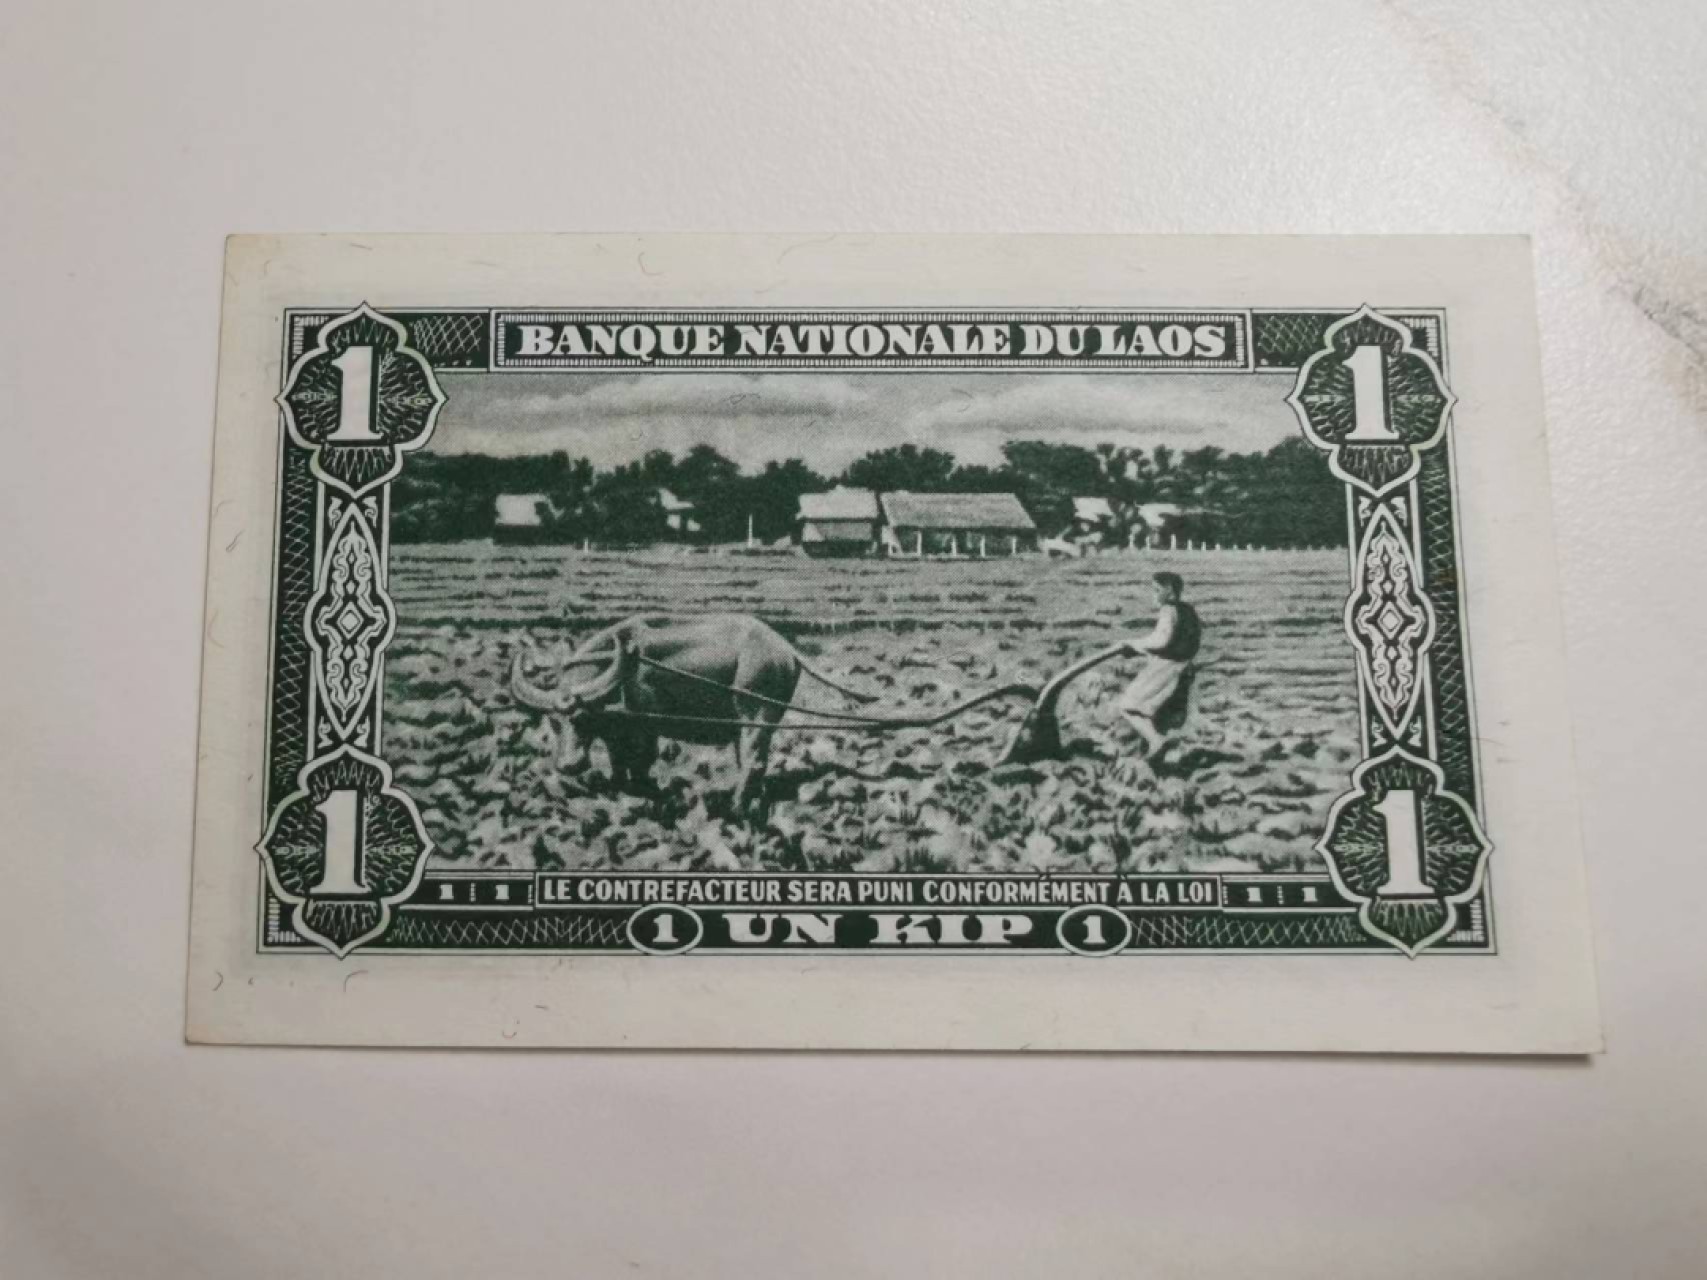 BANQUE NATIONALE DU LAOS
1 1
1 1 1 LE CONTREFACTEUR SERA PUNI CONFORMÉMENT À LA LOI 1 1 1
1 UN KIP 1